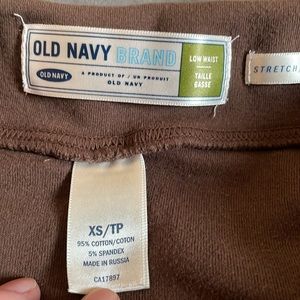 OLD NAVY BRAND
OLD NAVY
A PRODUCT OF / UN PRODUIT
OLD NAVY
LOW WAIST
TAILLE
BASSE
STRETCH
XS/TP
95% COTTON/COTON
5% SPANDEX
MADE IN RUSSIA
CA17897